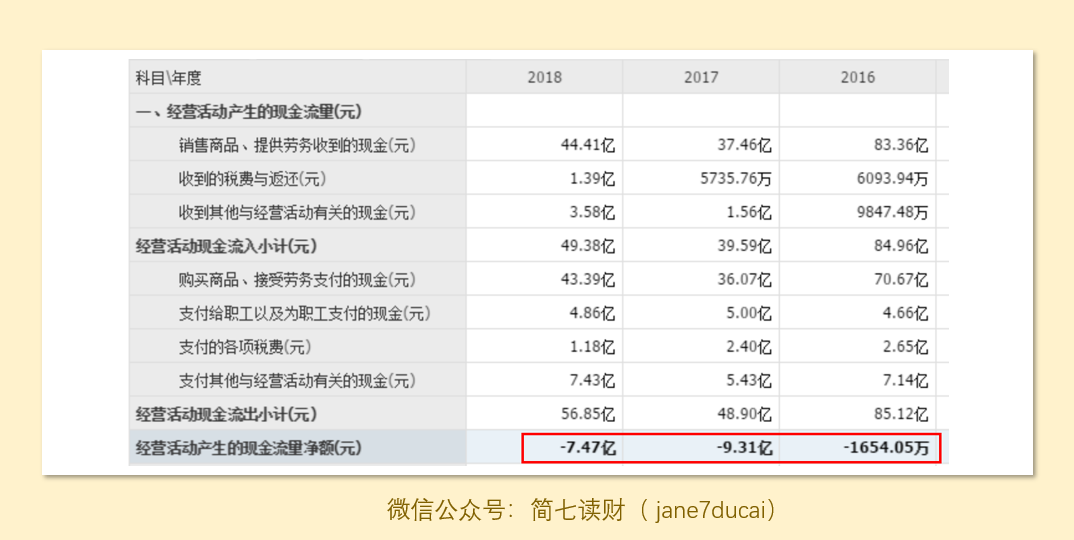 科目\年度 2018 2017 2016
一、经营活动产生的现金流量(元)
销售商品、提供劳务收到的现金(元) 44.41亿 37.46亿 83.36亿
收到的税费与返还(元) 1.39亿 5735.76万 6093.94万
收到其他与经营活动有关的现金(元) 3.58亿 1.56亿 9847.48万
经营活动现金流入小计(元) 49.38亿 39.59亿 84.96亿
购买商品、接受劳务支付的现金(元) 43.39亿 36.07亿 70.67亿
支付给职工以及为职工支付的现金(元) 4.86亿 5.00亿 4.66亿
支付的各项税费(元) 1.18亿 2.40亿 2.65亿
支付其他与经营活动有关的现金(元) 7.43亿 5.43亿 7.14亿
经营活动现金流出小计(元) 56.85亿 48.90亿 85.12亿
经营活动产生的现金流量净额(元) -7.47亿 -9.31亿 -1654.05万
微信公众号：简七读财（ jane7ducai）